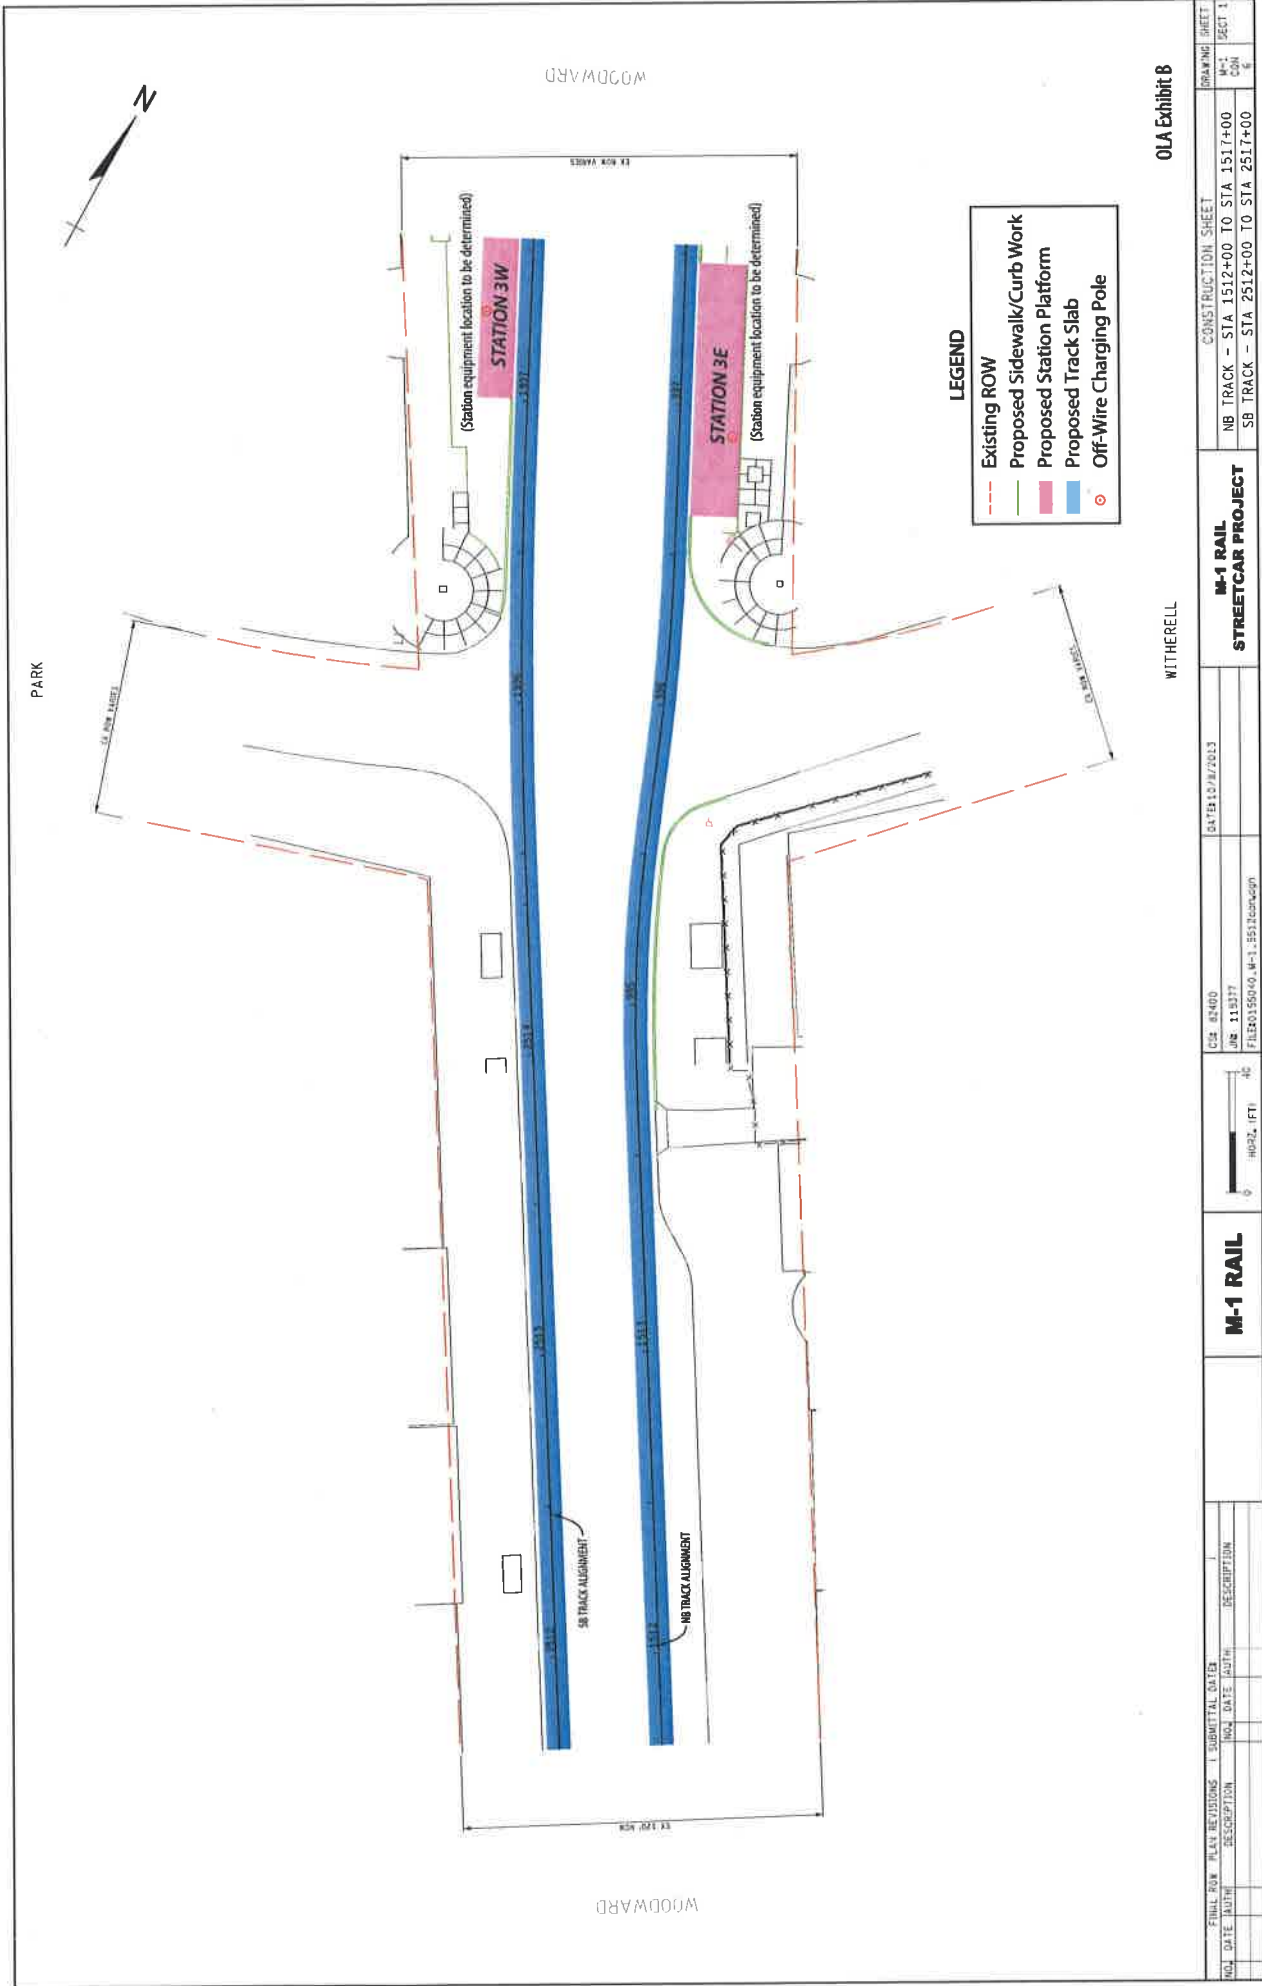 WOODWARD
N
PARK
EX ROW VARIES
EX ROW VARIES
(Station equipment location to be determined)
STATION 3W
STATION 3E
(Station equipment location to be determined)
EX ROW VARIES
WITHERELL
2514
2513
1513
2512
1512
SB TRACK ALIGNMENT
NB TRACK ALIGNMENT
EX 120' ROW
WOODWARD
OLA Exhibit B
LEGEND
Existing ROW
Proposed Sidewalk/Curb Work
Proposed Station Platform
Proposed Track Slab
Off-Wire Charging Pole
FINAL ROW PLAN REVISIONS ( SUBMITTAL DATE: )
NO. DATE AUTH DESCRIPTION NO. DATE AUTH DESCRIPTION
M-1 RAIL
0 40
HORZ. (FT)
CS: 82400
JN: 115377
DATE: 10/8/2013
M-1 RAIL
STREETCAR PROJECT
CONSTRUCTION SHEET
NB TRACK - STA 1512+00 TO STA 1517+00
SB TRACK - STA 2512+00 TO STA 2517+00
DRAWING SHEET
M-1 SECT 1
CON
6